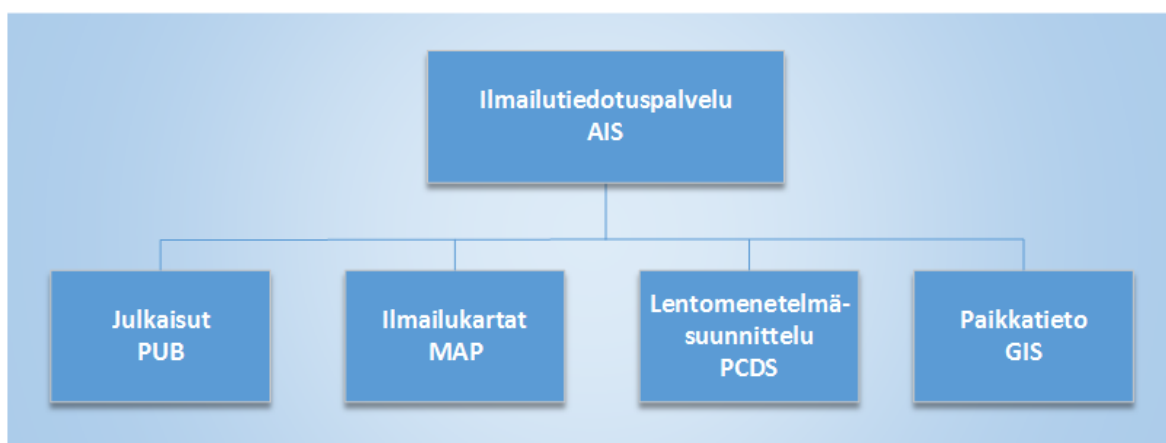 Ilmailutiedotuspalvelu
AIS
Julkaisut
PUB
Ilmailukartat
MAP
Lentomenetelmä-
suunnittelu
PCDS
Paikkatieto
GIS